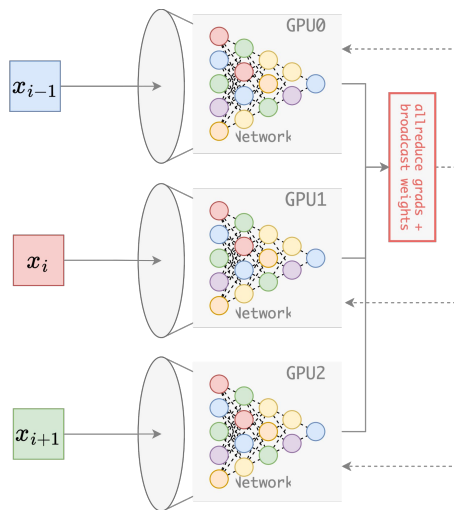 GPU0
x_{i-1}
Network
allreduce grads +
broadcast weights
GPU1
x_i
Network
GPU2
x_{i+1}
Network